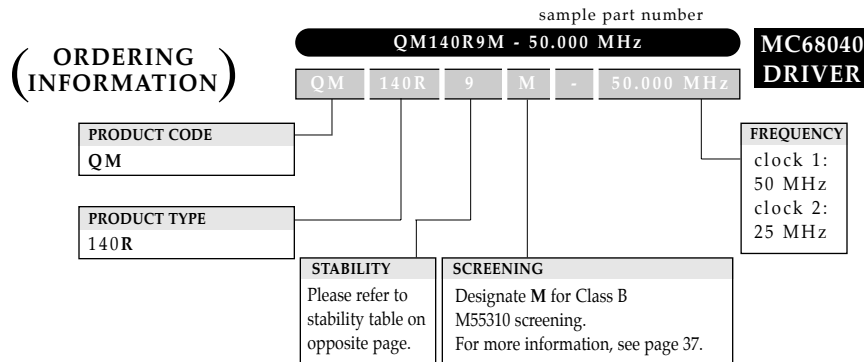 sample part number
(ORDERING
INFORMATION)
QM140R9M - 50.000 MHz
MC68040
DRIVER
QM 140R 9 M - 50.000 MHz
PRODUCT CODE
QM
FREQUENCY
clock 1:
50 MHz
clock 2:
25 MHz
PRODUCT TYPE
140R
STABILITY
Please refer to
stability table on
opposite page.
SCREENING
Designate M for Class B
M55310 screening.
For more information, see page 37.